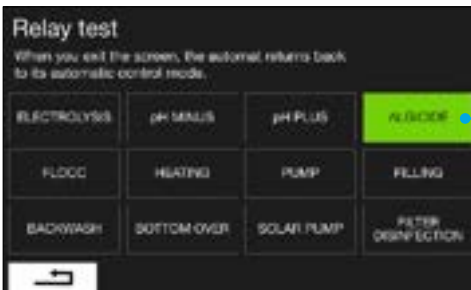 Relay test
When you exit the screen, the automat returns back
to its automatic control mode.
ELECTROLYSIS pH MINUS pH PLUS ALGICIDE
FLOCC HEATING PUMP FILLING
BACKWASH BOTTOM OVER SOLAR PUMP FILTER
DISINFECTION